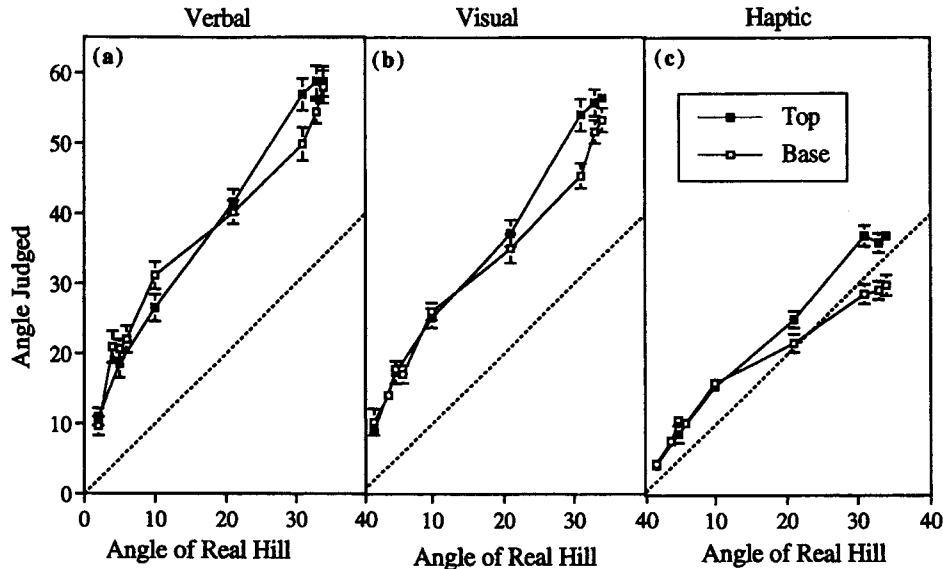 Verbal Visual Haptic
(a) (b) (c)
60
50
40
30
20
10
0
Angle Judged
Top
Base
0 10 20 30 40 10 20 30 40 10 20 30 40
Angle of Real Hill Angle of Real Hill Angle of Real Hill